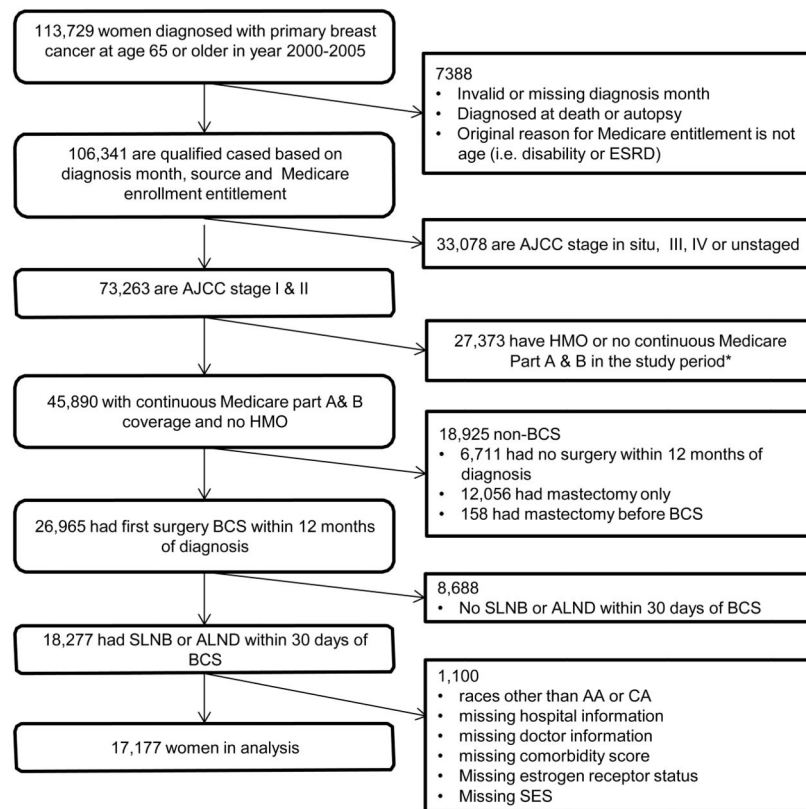 113,729 women diagnosed with primary breast
cancer at age 65 or older in year 2000-2005
7388
• Invalid or missing diagnosis month
• Diagnosed at death or autopsy
• Original reason for Medicare entitlement is not
age (i.e. disability or ESRD)
106,341 are qualified cased based on
diagnosis month, source and Medicare
enrollment entitlement
33,078 are AJCC stage in situ, III, IV or unstaged
73,263 are AJCC stage I & II
27,373 have HMO or no continuous Medicare
Part A & B in the study period*
45,890 with continuous Medicare part A& B
coverage and no HMO
18,925 non-BCS
• 6,711 had no surgery within 12 months of
diagnosis
• 12,056 had mastectomy only
• 158 had mastectomy before BCS
26,965 had first surgery BCS within 12 months
of diagnosis
8,688
• No SLNB or ALND within 30 days of BCS
18,277 had SLNB or ALND within 30 days of
BCS
1,100
• races other than AA or CA
• missing hospital information
• missing doctor information
• missing comorbidity score
• Missing estrogen receptor status
• Missing SES
17,177 women in analysis